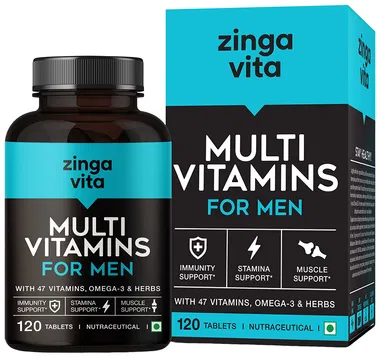 zinga
vita
MULTI
VITAMINS
FOR MEN
WITH 47 VITAMINS, OMEGA-3 & HERBS
IMMUNITY
SUPPORT*
STAMINA
SUPPORT*
MUSCLE
SUPPORT*
120 TABLETS | NUTRACEUTICAL |
zinga
vita
MULTI
VITAMINS
FOR MEN
IMMUNITY
SUPPORT*
STAMINA
SUPPORT*
MUSCLE
SUPPORT*
WITH 47 VITAMINS, OMEGA-3 & HERBS
120 TABLETS | NUTRACEUTICAL |
STAY HEALTHY